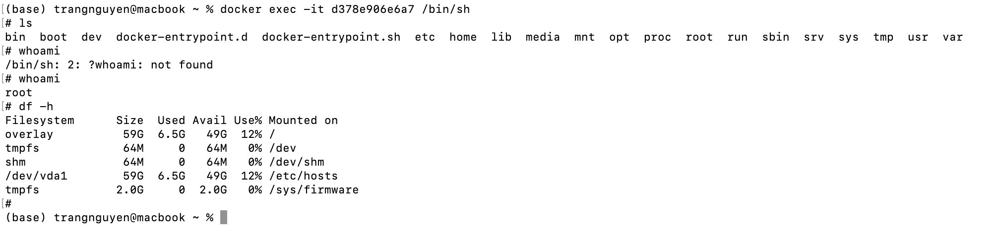 (base) trangnguyen@macbook ~ % docker exec -it d378e906e6a7 /bin/sh
# ls
bin  boot  dev  docker-entrypoint.d  docker-entrypoint.sh  etc  home  lib  media  mnt  opt  proc  root  run  sbin  srv  sys  tmp  usr  var
# whoami
/bin/sh: 2: ?whoami: not found
# whoami
root
# df -h
Filesystem      Size  Used Avail Use% Mounted on
overlay          59G  6.5G   49G  12% /
tmpfs            64M     0   64M   0% /dev
shm              64M     0   64M   0% /dev/shm
/dev/vda1        59G  6.5G   49G  12% /etc/hosts
tmpfs           2.0G     0  2.0G   0% /sys/firmware
#
(base) trangnguyen@macbook ~ %